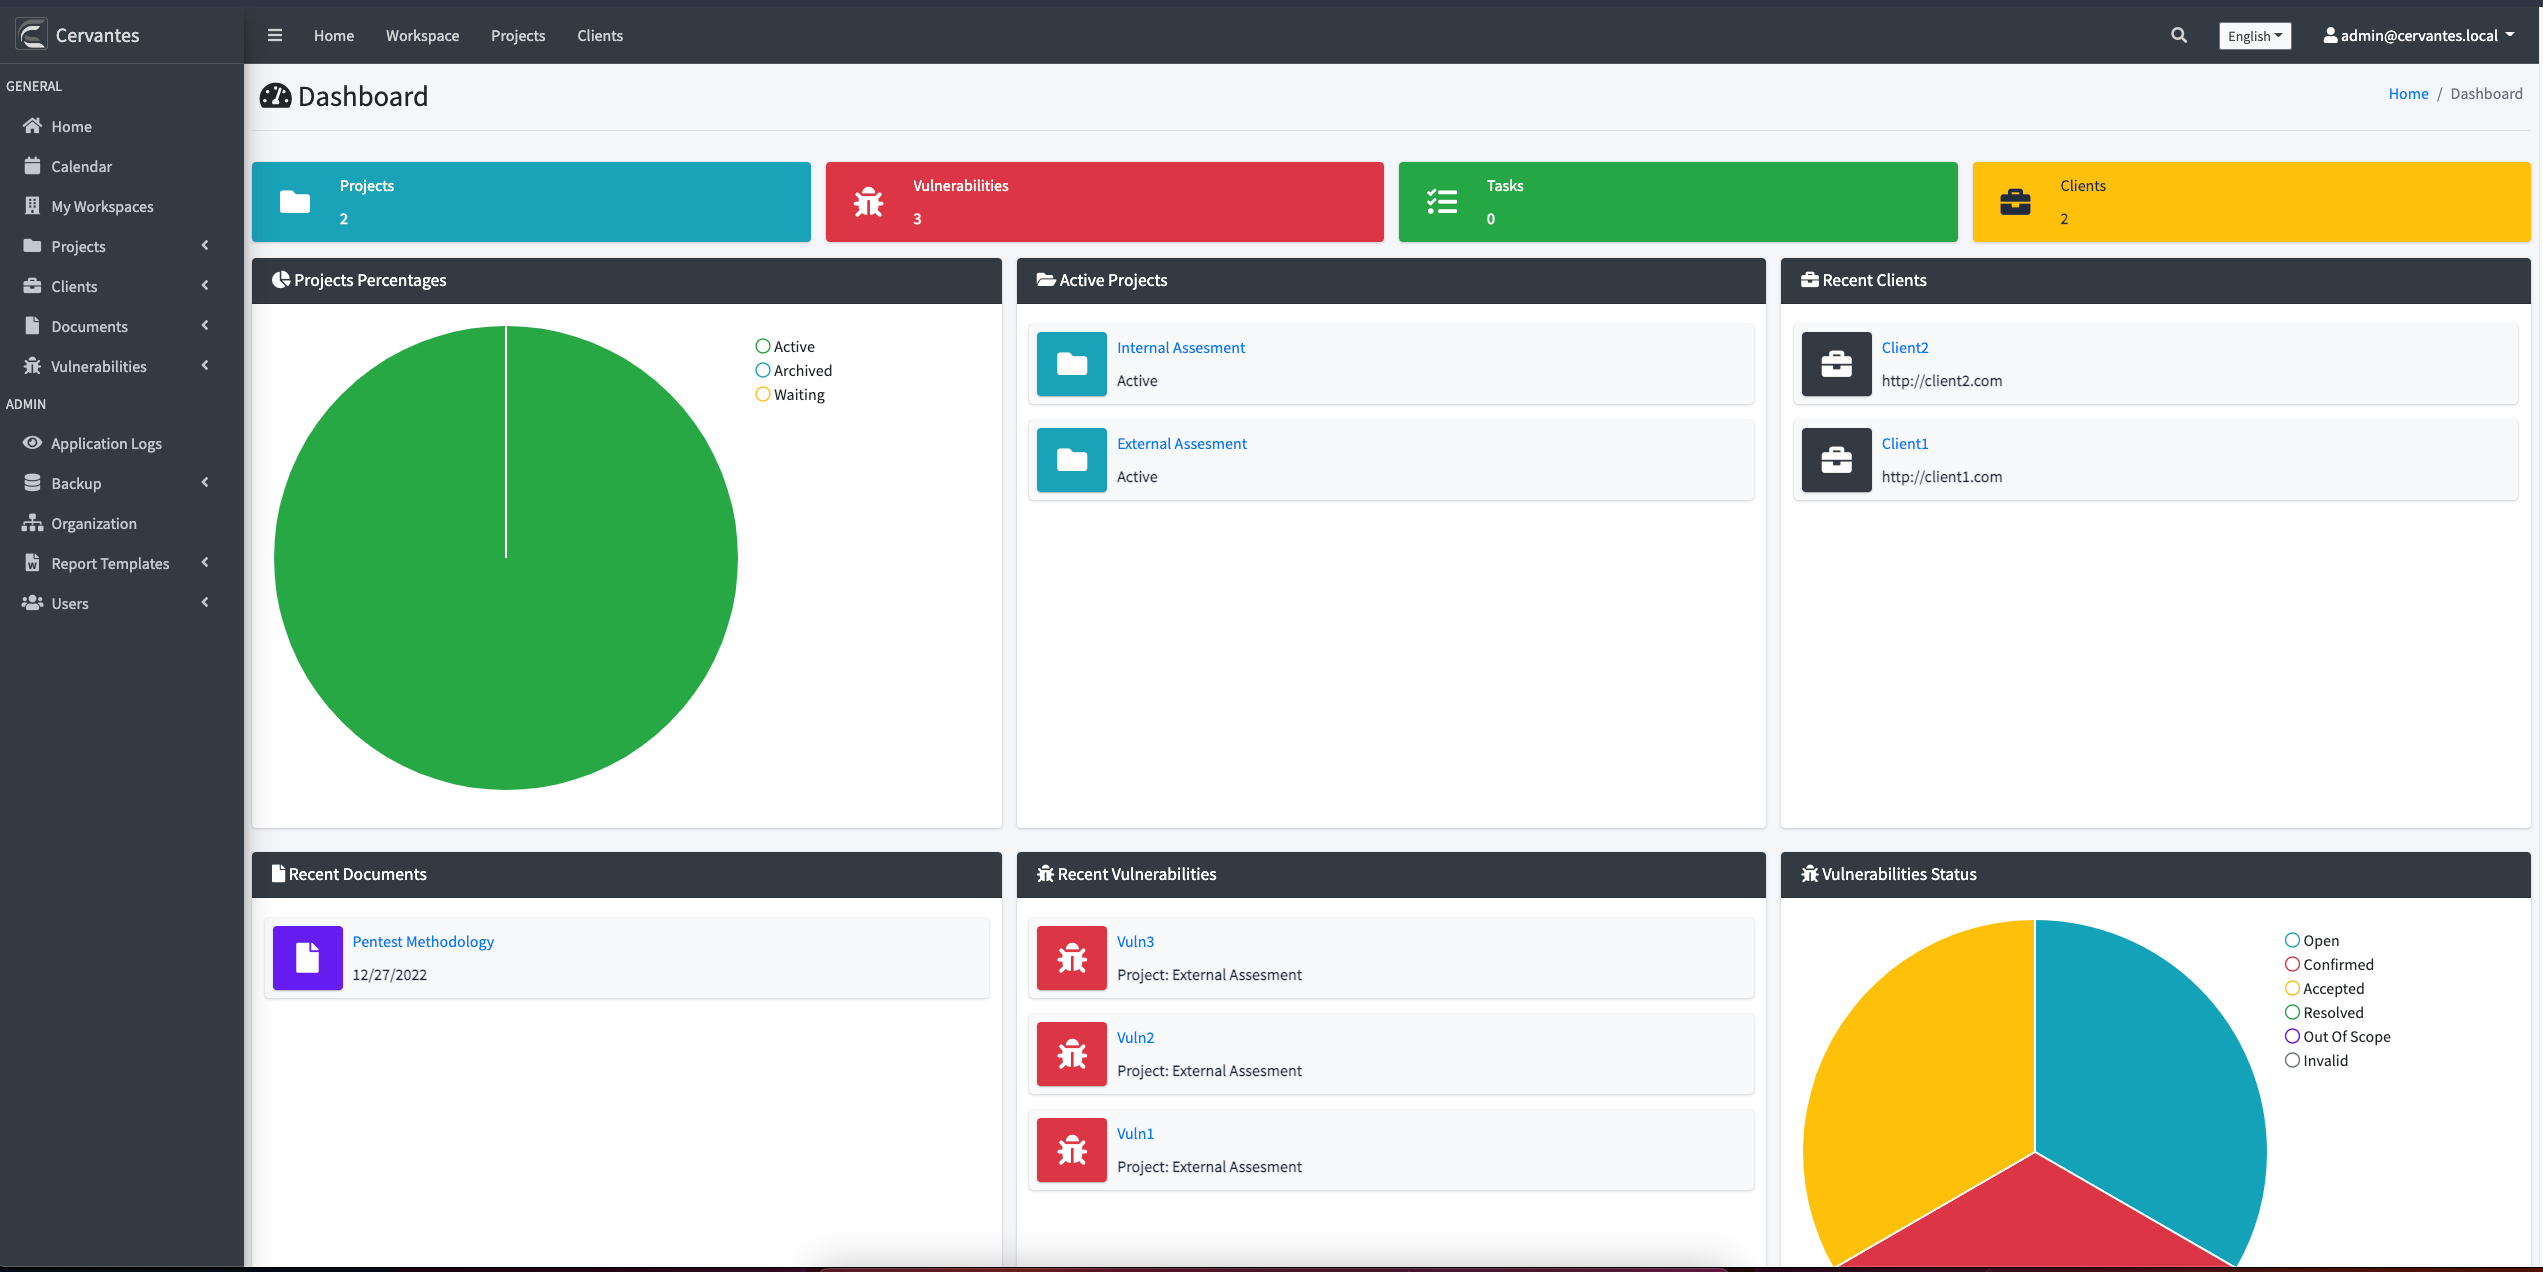 Cervantes
Home
Workspace
Projects
Clients
English
admin@cervantes.local
GENERAL
Home
Calendar
My Workspaces
Projects
Clients
Documents
Vulnerabilities
ADMIN
Application Logs
Backup
Organization
Report Templates
Users
Dashboard
Home / Dashboard
Projects
2
Vulnerabilities
3
Tasks
0
Clients
2
Projects Percentages
Active
Archived
Waiting
Active Projects
Internal Assesment
Active
External Assesment
Active
Recent Clients
Client2
http://client2.com
Client1
http://client1.com
Recent Documents
Pentest Methodology
12/27/2022
Recent Vulnerabilities
Vuln3
Project: External Assesment
Vuln2
Project: External Assesment
Vuln1
Project: External Assesment
Vulnerabilities Status
Open
Confirmed
Accepted
Resolved
Out Of Scope
Invalid